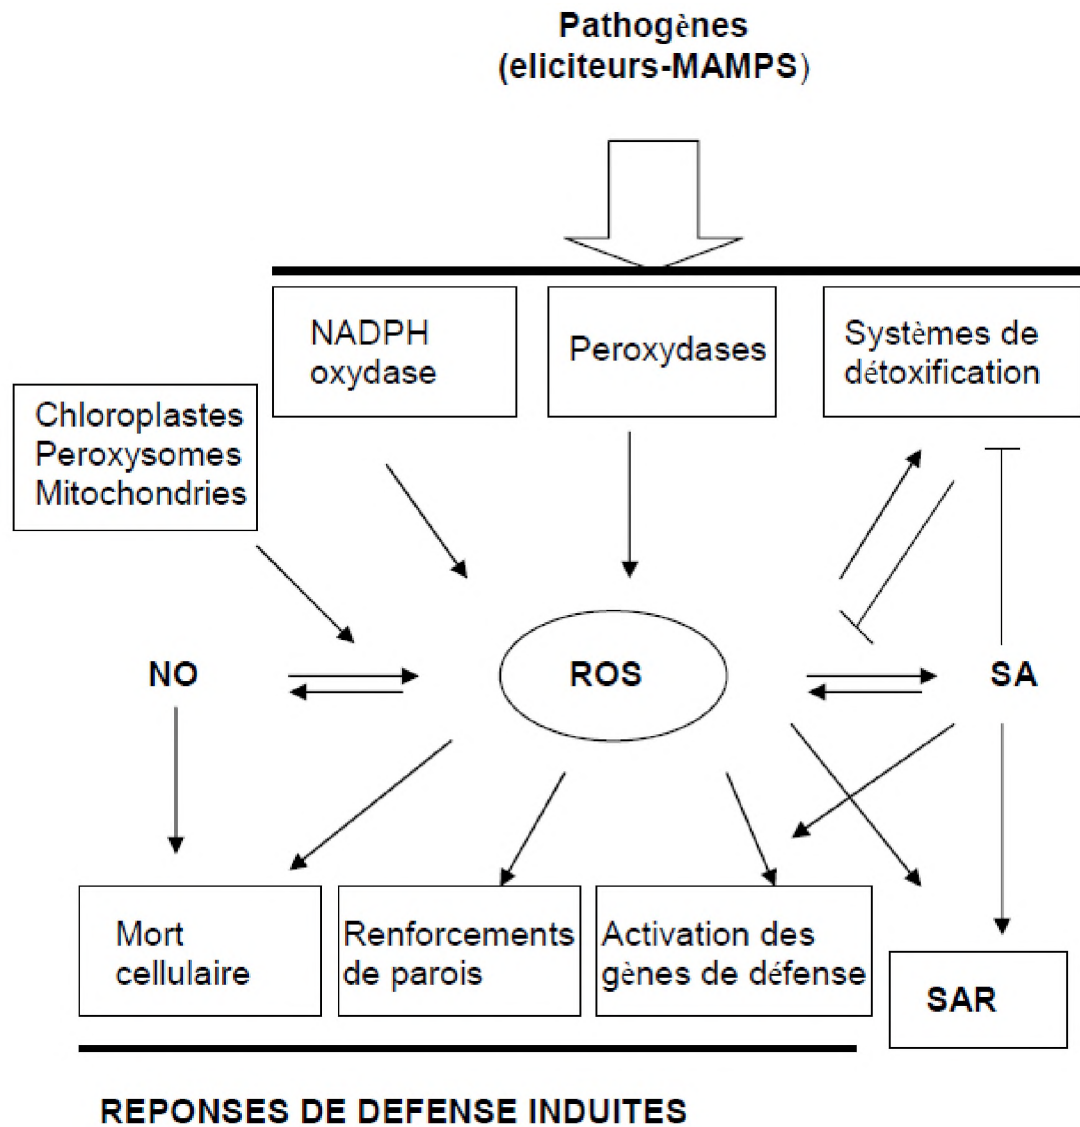 Pathogènes
(eliciteurs-MAMPS)
NADPH
oxydase
Peroxydases
Systèmes de
détoxification
Chloroplastes
Peroxysomes
Mitochondries
NO
ROS
SA
Mort
cellulaire
Renforcements
de parois
Activation des
gènes de défense
SAR
REPONSES DE DEFENSE INDUITES